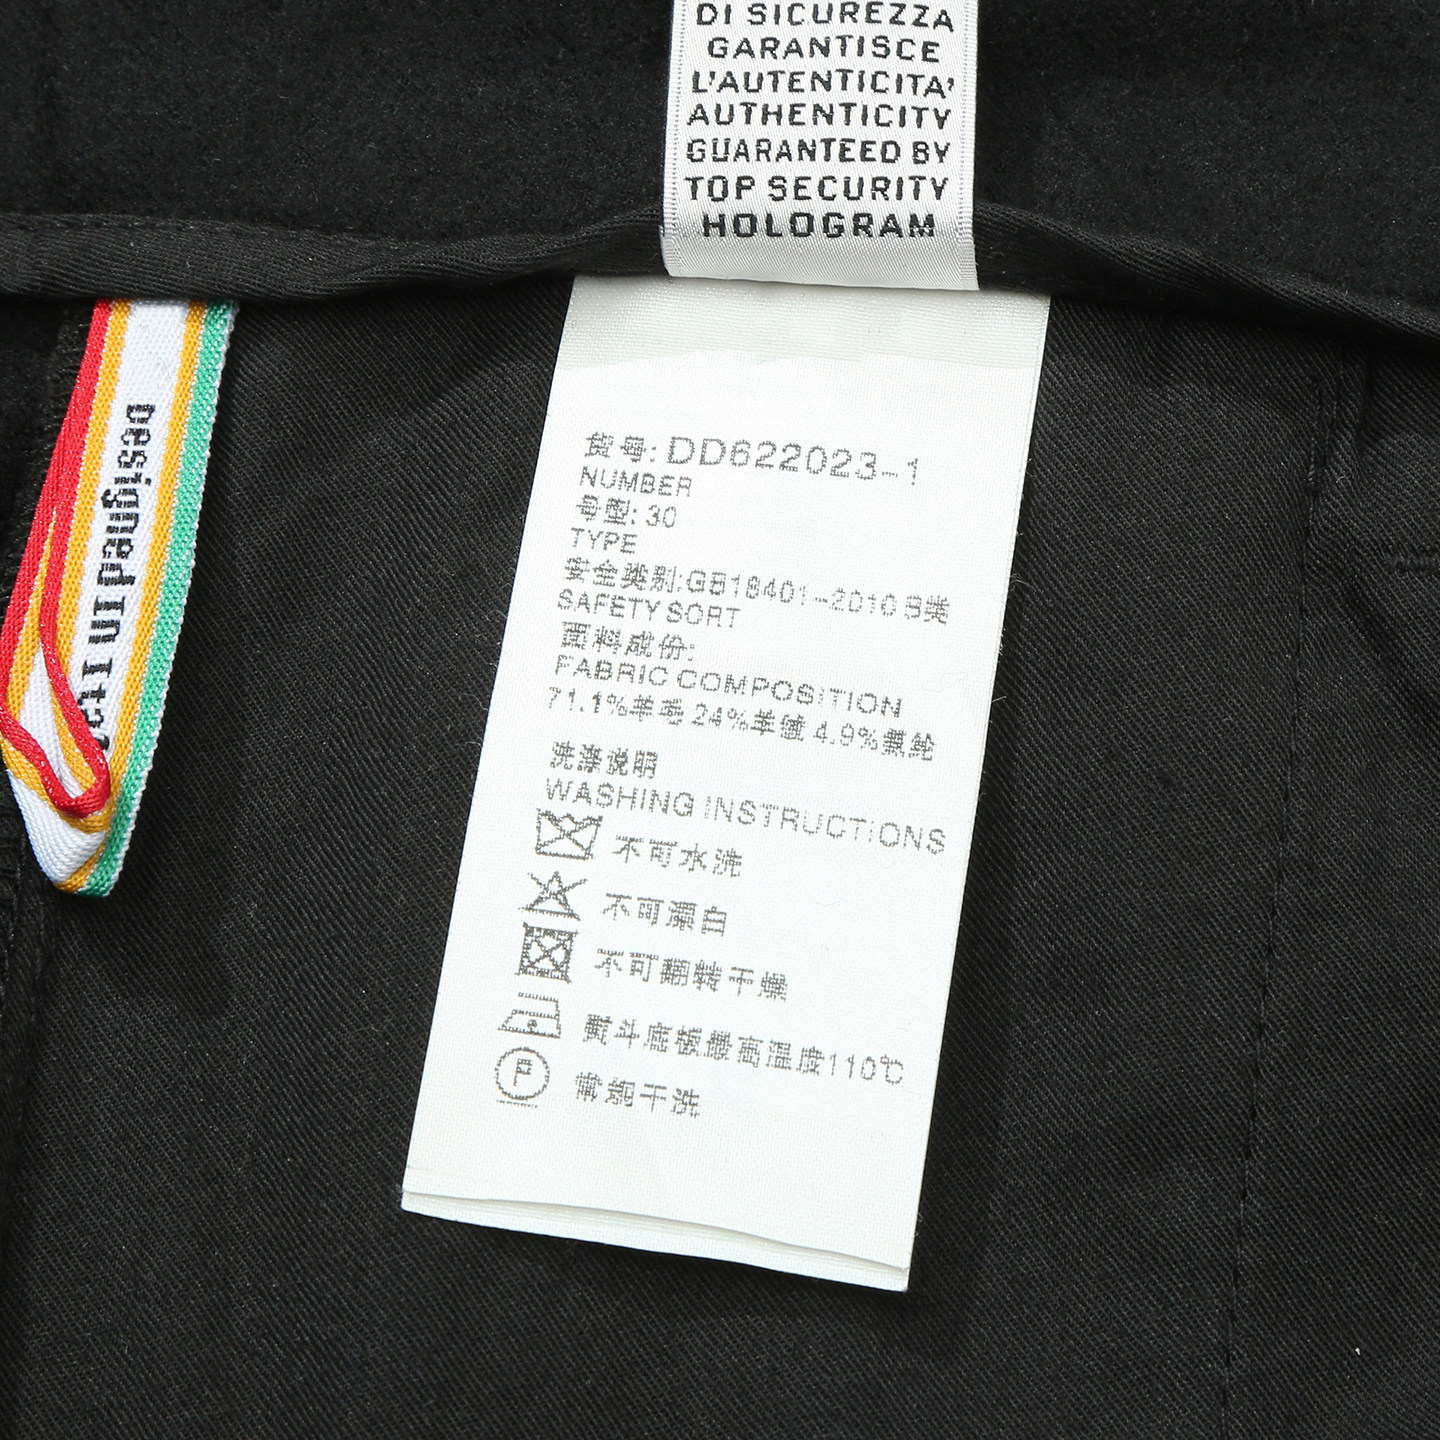 DI SICUREZZA
GARANTISCE
L'AUTENTICITA'
AUTHENTICITY
GUARANTEED BY
TOP SECURITY
HOLOGRAM
Designed In Ita
货号: DD622023-1
NUMBER
号型: 30
TYPE
安全类别:GB18401-2010 B类
SAFETY SORT
面料成份:
FABRIC COMPOSITION
71.1%羊毛 24%羊绒 4.9%氨纶
洗涤说明
WASHING INSTRUCTIONS
不可水洗
不可漂白
不可翻转干燥
熨斗底板最高温度110℃
P 常规干洗